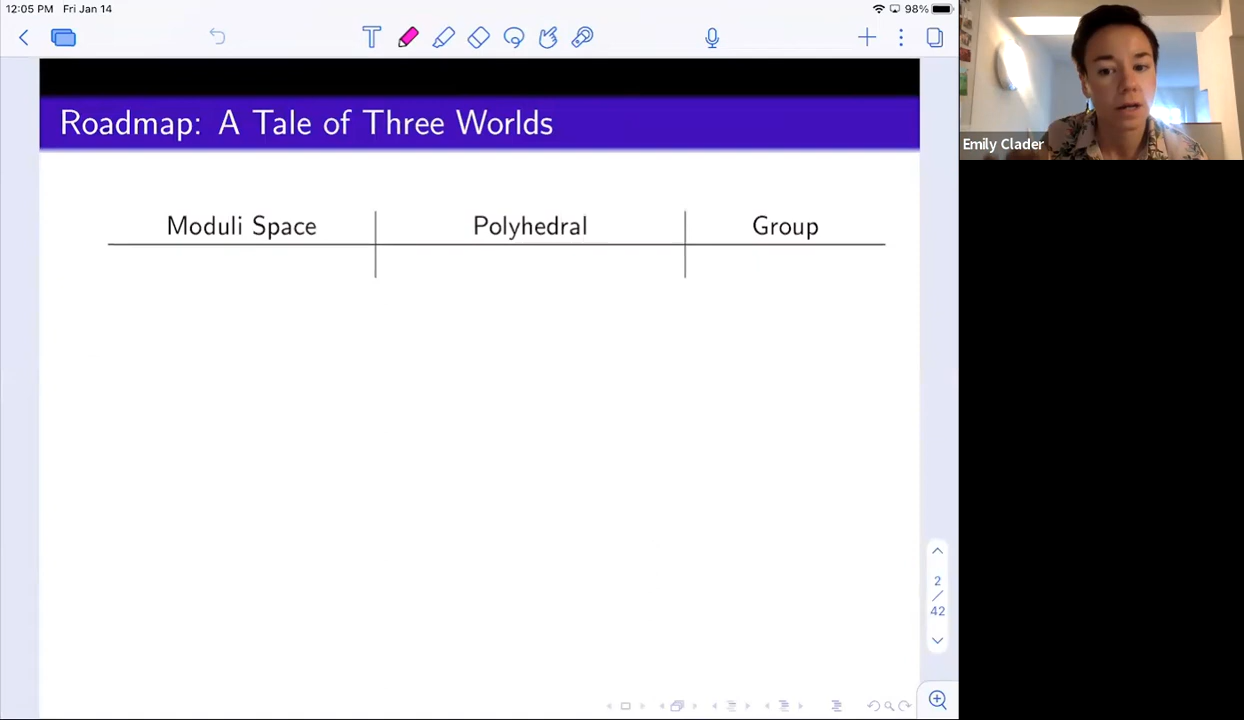 12:05 PM Fri Jan 14
98%
T
Emily Clader
Roadmap: A Tale of Three Worlds
Moduli Space Polyhedral Group
2
/
42